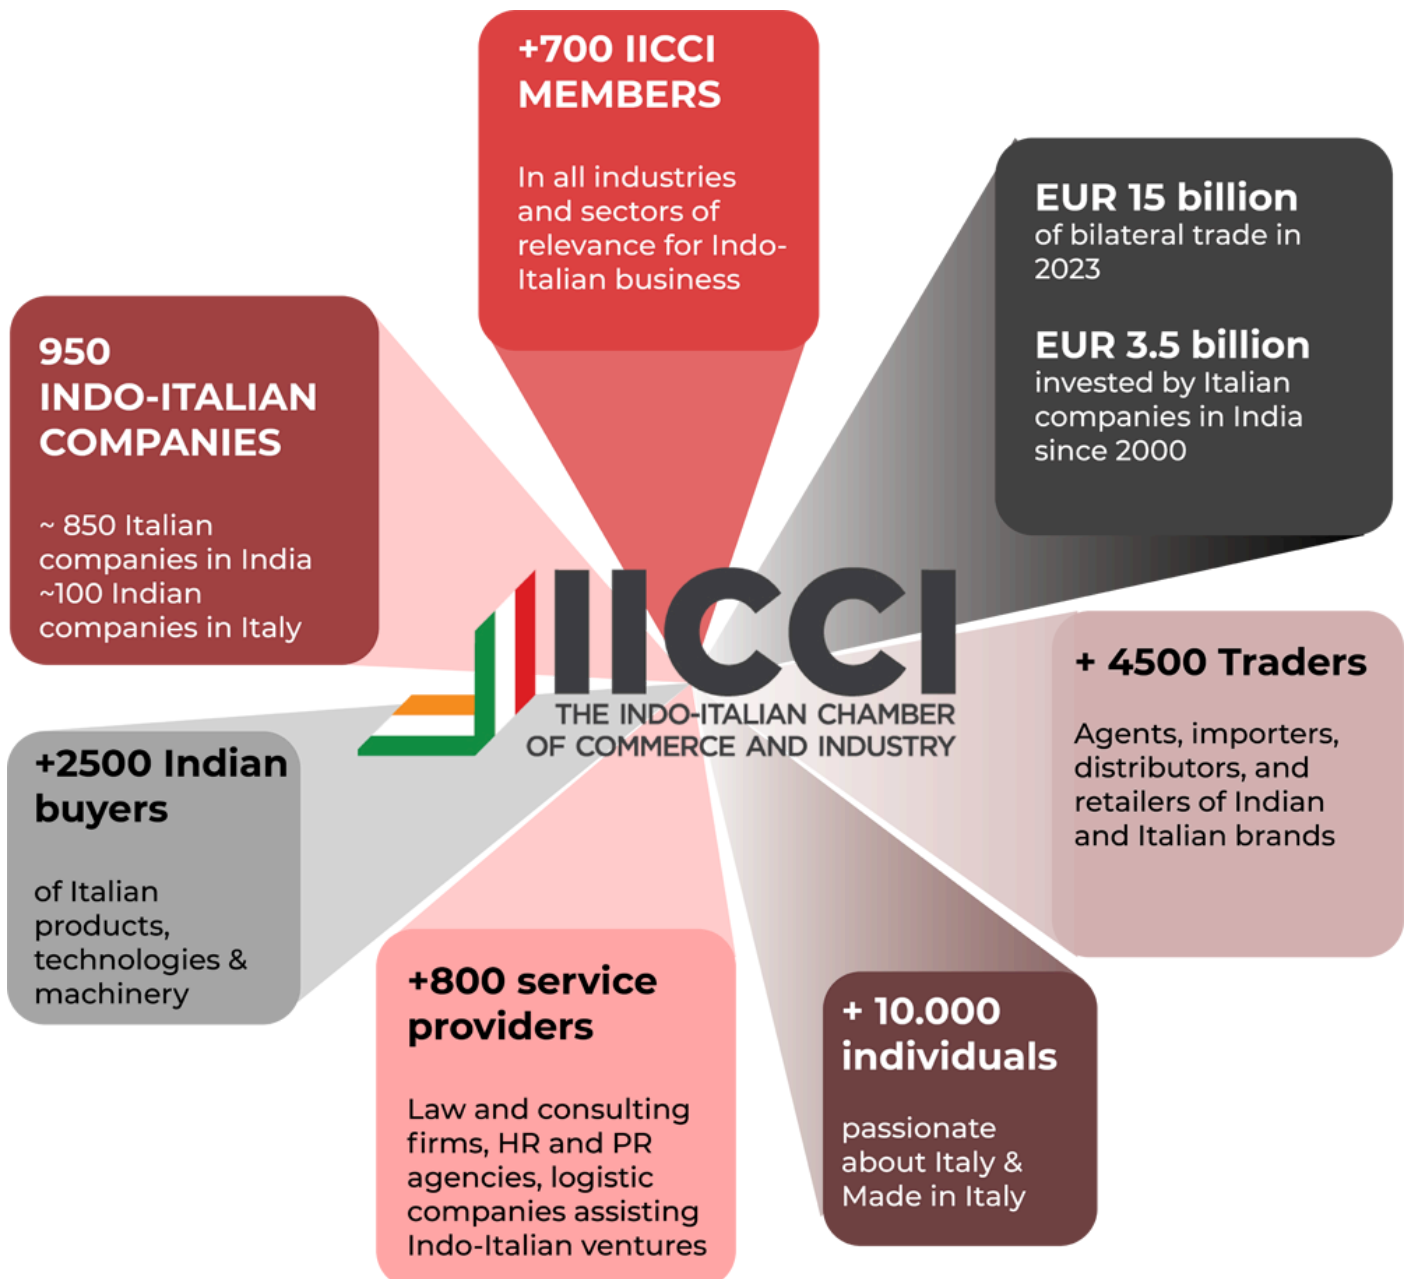 +700 IICCI
MEMBERS
In all industries
and sectors of
relevance for Indo-
Italian business
EUR 15 billion
of bilateral trade in
2023
EUR 3.5 billion
invested by Italian
companies in India
since 2000
950
INDO-ITALIAN
COMPANIES
~ 850 Italian
companies in India
~100 Indian
companies in Italy
IICCI
THE INDO-ITALIAN CHAMBER
OF COMMERCE AND INDUSTRY
+ 4500 Traders
Agents, importers,
distributors, and
retailers of Indian
and Italian brands
+2500 Indian
buyers
of Italian
products,
technologies &
machinery
+800 service
providers
Law and consulting
firms, HR and PR
agencies, logistic
companies assisting
Indo-Italian ventures
+ 10.000
individuals
passionate
about Italy &
Made in Italy